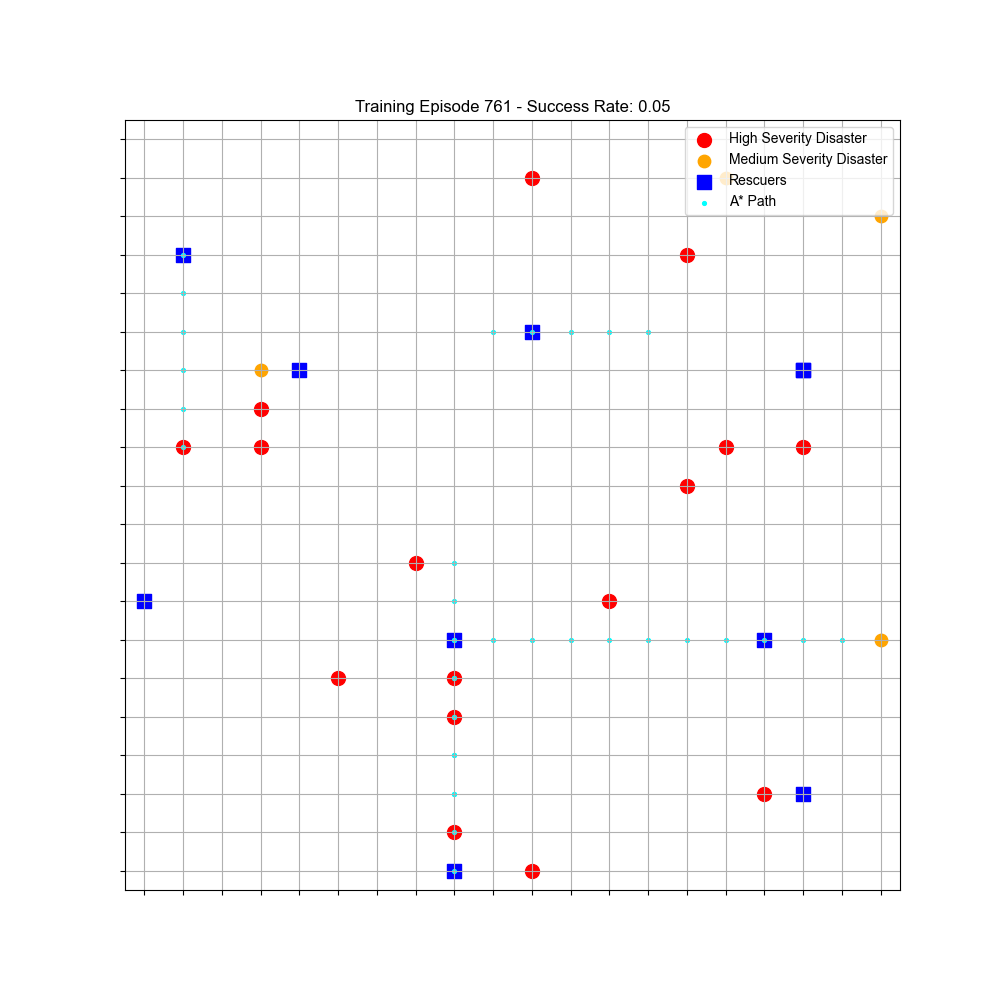 Training Episode 761 - Success Rate: 0.05
High Severity Disaster
Medium Severity Disaster
Rescuers
A* Path